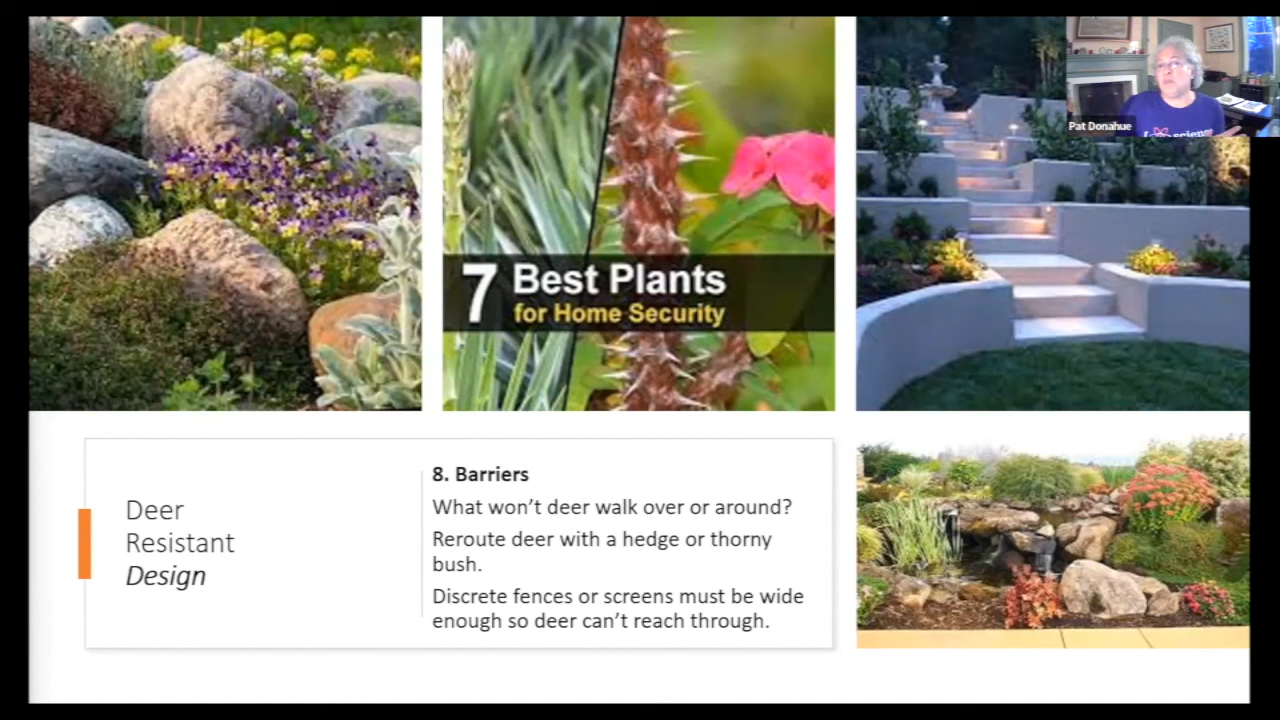 Pat Donahue
7 Best Plants
for Home Security
Deer
Resistant
Design
8. Barriers
What won't deer walk over or around?
Reroute deer with a hedge or thorny
bush.
Discrete fences or screens must be wide
enough so deer can't reach through.